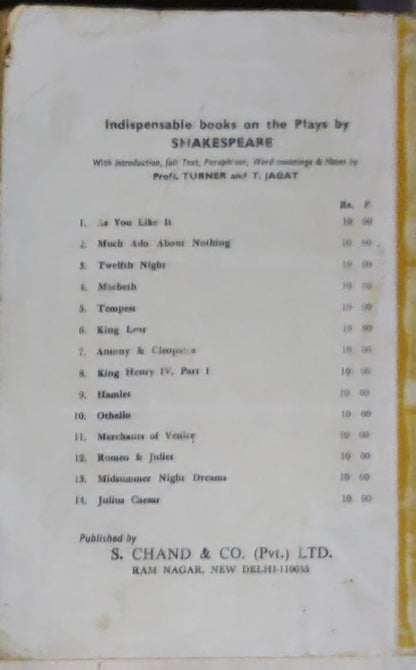 Indispensable books on the Plays by
SHAKESPEARE
With introduction, full Text, Paraphrase, Word meanings & Notes by
Profs. TURNER and T. JAGAT
Rs. P.
1. As You Like It 10 00
2. Much Ado About Nothing 10 00
3. Twelfth Night 10 00
4. Macbeth 10 00
5. Tempest 10 00
6. King Lear 10 00
7. Antony & Cleopatra 10 00
8. King Henry IV, Part I 10 00
9. Hamlet 10 00
10. Othello 10 00
11. Merchants of Venice 10 00
12. Romeo & Juliet 10 00
13. Midsummer Night Dreams 10 00
14. Julius Caesar 10 00
Published by
S. CHAND & CO. (Pvt.) LTD.
RAM NAGAR, NEW DELHI-110055